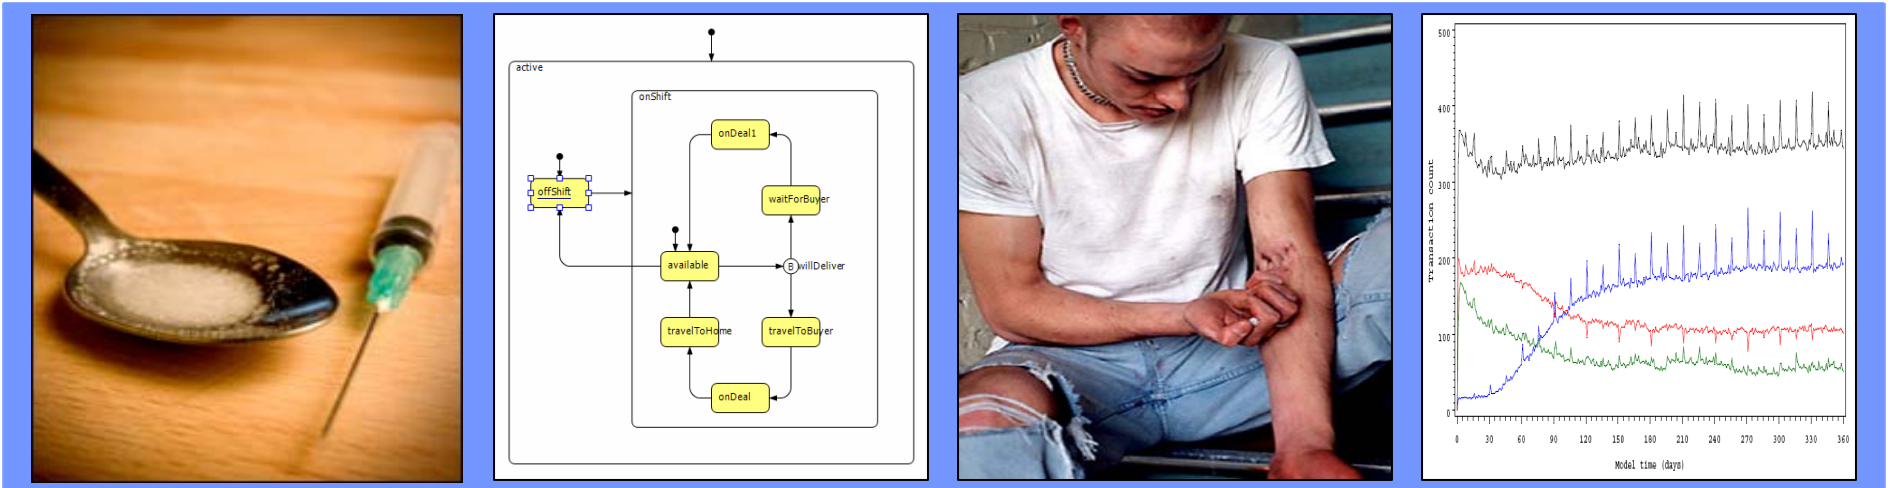 active
onShift
onDeal1
offShift
waitForBuyer
available
B
willDeliver
travelToHome
travelToBuyer
onDeal
500
400
300
200
100
0
Transaction count
0 30 60 90 120 150 180 210 240 270 300 330 360
Model time (days)